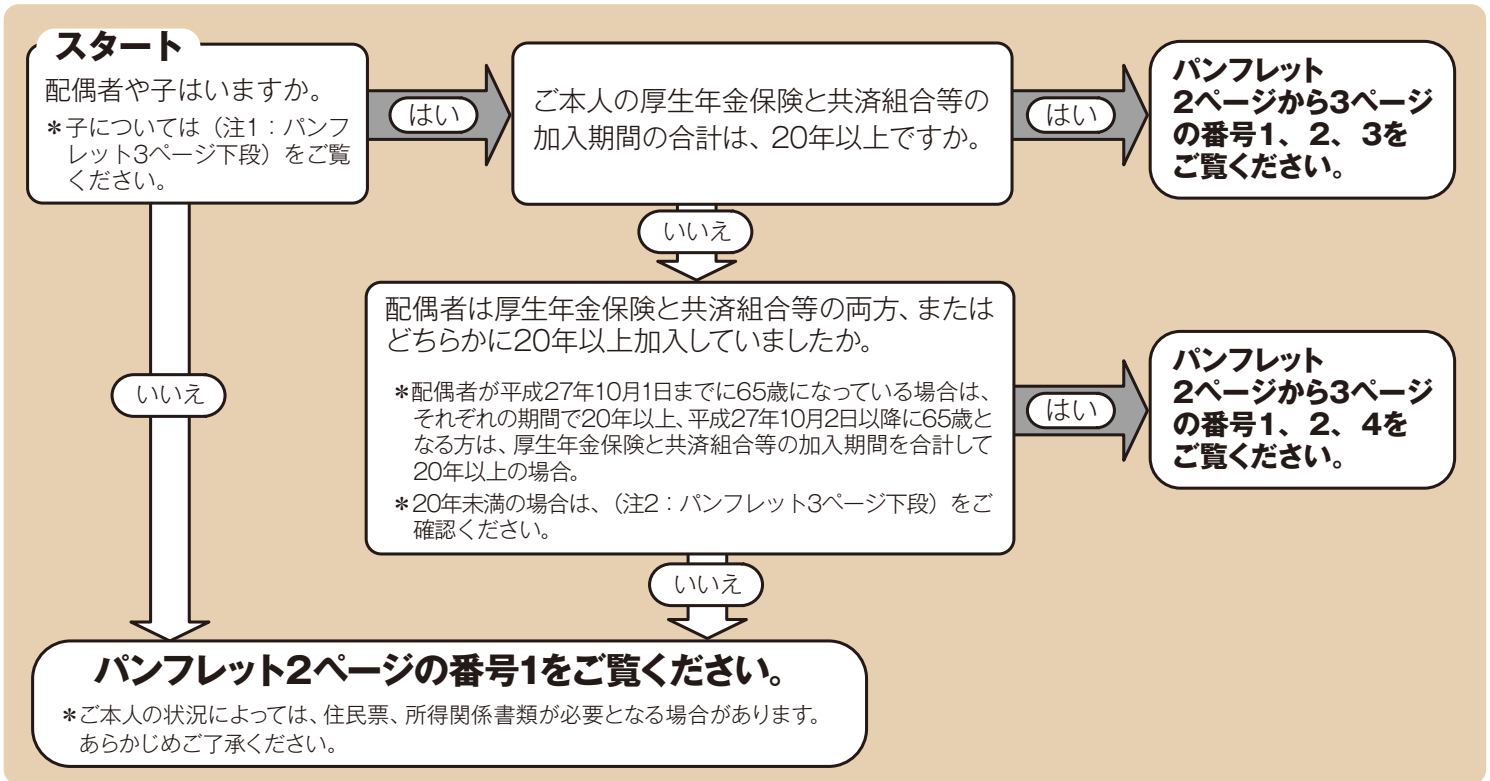 スタート
配偶者や子はいますか。
*子については（注1：パンフ
レット3ページ下段）をご覧
ください。
はい
ご本人の厚生年金保険と共済組合等の
加入期間の合計は、20年以上ですか。
はい
パンフレット
2ページから3ページ
の番号1、2、3を
ご覧ください。
いいえ
配偶者は厚生年金保険と共済組合等の両方、または
どちらかに20年以上加入していましたか。
*配偶者が平成27年10月1日までに65歳になっている場合は、
それぞれの期間で20年以上、平成27年10月2日以降に65歳と
なる方は、厚生年金保険と共済組合等の加入期間を合計して
20年以上の場合。
*20年未満の場合は、（注2：パンフレット3ページ下段）をご
確認ください。
はい
パンフレット
2ページから3ページ
の番号1、2、4を
ご覧ください。
いいえ
いいえ
パンフレット2ページの番号1をご覧ください。
*ご本人の状況によっては、住民票、所得関係書類が必要となる場合があります。
あらかじめご了承ください。